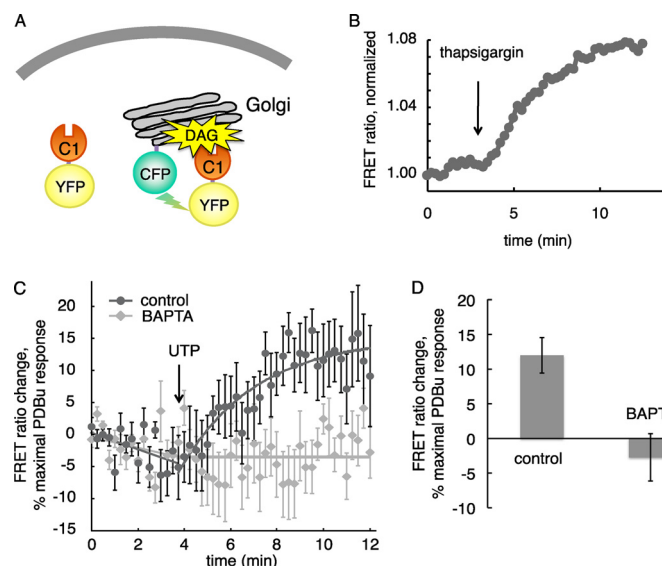 A
Golgi
DAG
C1
C1
CFP
YFP
YFP
B
FRET ratio, normalized
1.08
1.04
1.00
thapsigargin
0
5
10
time (min)
C
FRET ratio change,
% maximal PDBu response
20
15
10
5
0
-5
-10
-15
control
BAPTA
UTP
0
2
4
6
8
10
12
time (min)
D
FRET ratio change,
% maximal PDBu response
20
15
10
5
0
-5
-10
control
BAPT